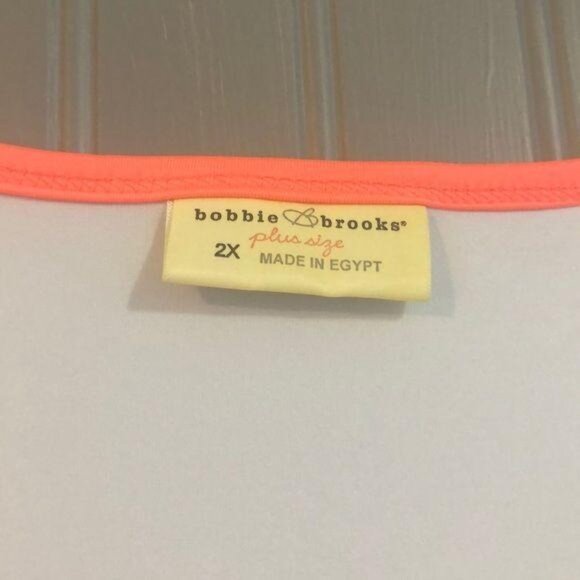 bobbie brooks®
plus size
2X MADE IN EGYPT